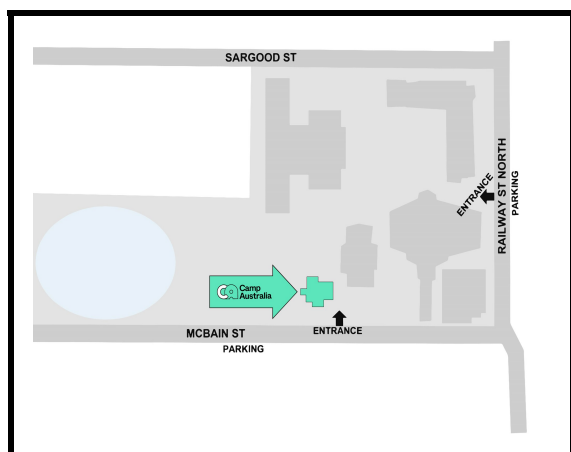 SARGOOD ST
RAILWAY ST NORTH
ENTRANCE
PARKING
Camp
Australia
MCBAIN ST
ENTRANCE
PARKING